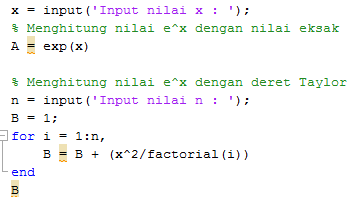 x = input('Input nilai x : ');
% Menghitung nilai e^x dengan nilai eksak
A = exp(x)
% Menghitung nilai e^x dengan deret Taylor
n = input('Input nilai n : ');
B = 1;
for i = 1:n,
B = B + (x^2/factorial(i))
end
B